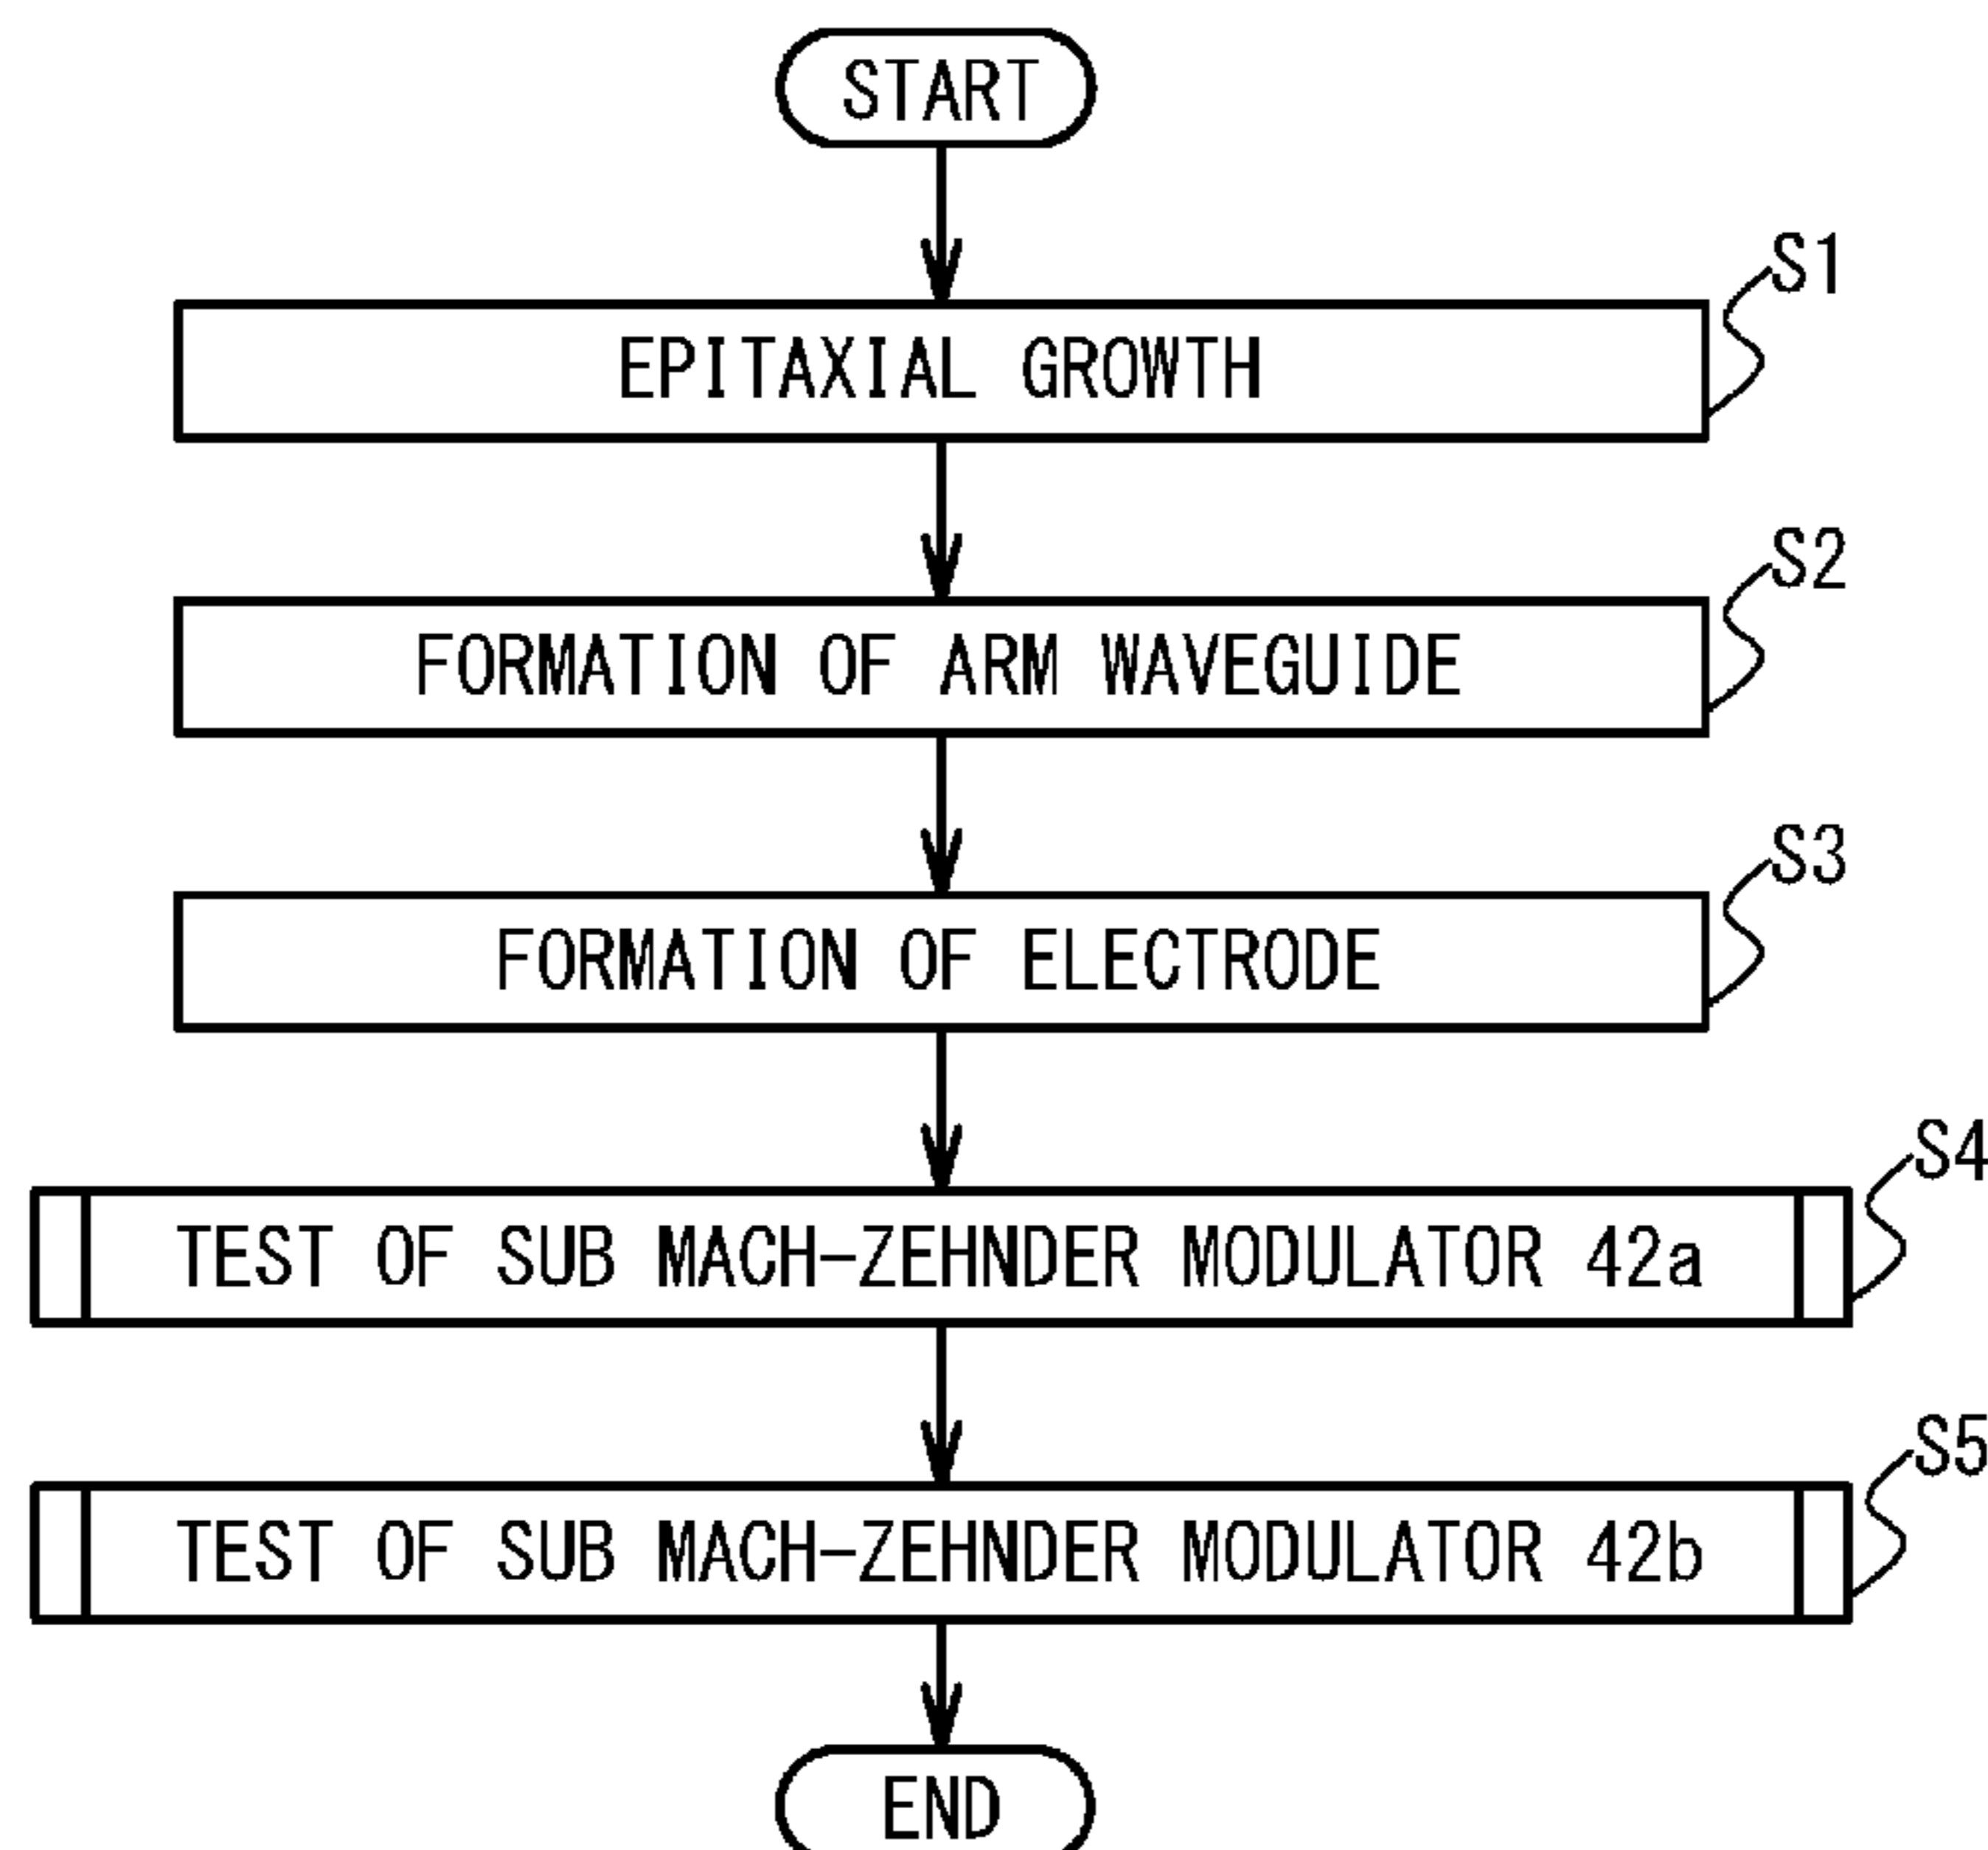 START
S1
EPITAXIAL GROWTH
S2
FORMATION OF ARM WAVEGUIDE
S3
FORMATION OF ELECTRODE
S4
TEST OF SUB MACH-ZEHNDER MODULATOR 42a
S5
TEST OF SUB MACH-ZEHNDER MODULATOR 42b
END